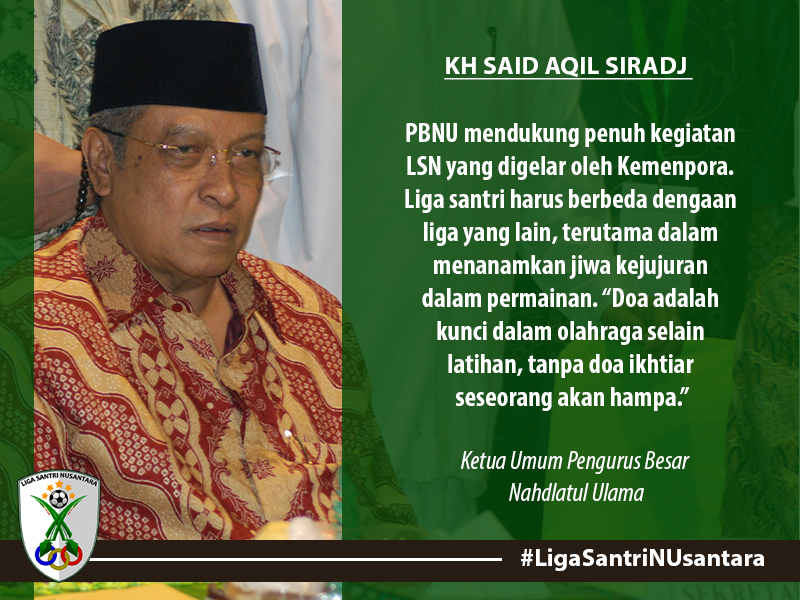 KH SAID AQIL SIRADJ
PBNU mendukung penuh kegiatan
LSN yang digelar oleh Kemenpora.
Liga santri harus berbeda dengaan
liga yang lain, terutama dalam
menanamkan jiwa kejujuran
dalam permainan. “Doa adalah
kunci dalam olahraga selain
latihan, tanpa doa ikhtiar
seseorang akan hampa.”
Ketua Umum Pengurus Besar
Nahdlatul Ulama
LIGA SANTRI NUSANTARA
#LigaSantriNUsantara